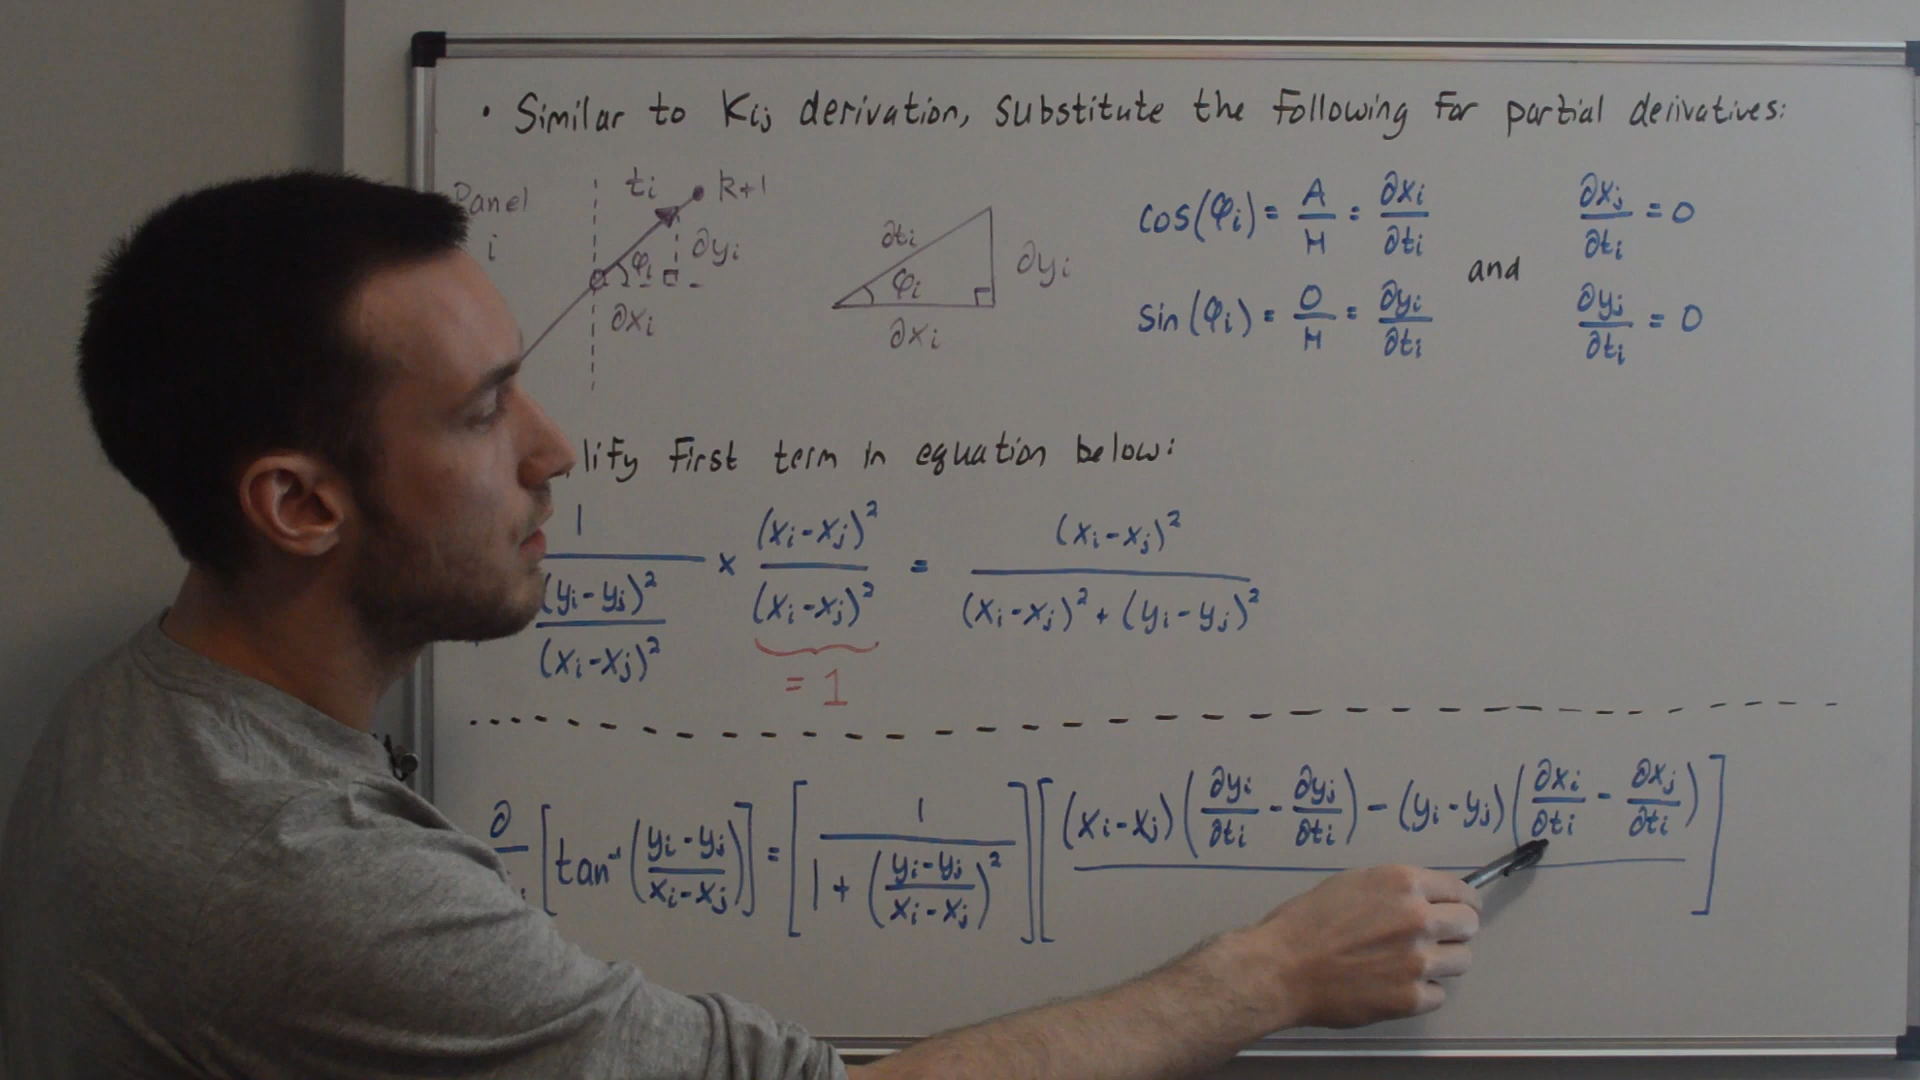 • Similar to Kij derivation, substitute the following for partial derivatives:
Panel i
ti
k+1
φi
∂yi
∂xi
∂ti
φi
∂yi
∂xi
cos(φi) = A/H = ∂xi/∂ti
sin(φi) = O/H = ∂yi/∂ti
and
∂xj/∂ti = 0
∂yj/∂ti = 0
lify first term in equation below:
1/((yi-yj)²/(xi-xj)²) × (xi-xj)²/(xi-xj)² = (xi-xj)²/((xi-xj)² + (yi-yj)²)
= 1
∂/ [tan⁻¹((yi-yj)/(xi-xj))] = [1/(1 + ((yi-yj)/(xi-xj))²)] [(xi-xj)(∂yi/∂ti - ∂yj/∂ti) - (yi-yj)(∂xi/∂ti - ∂xj/∂ti)]